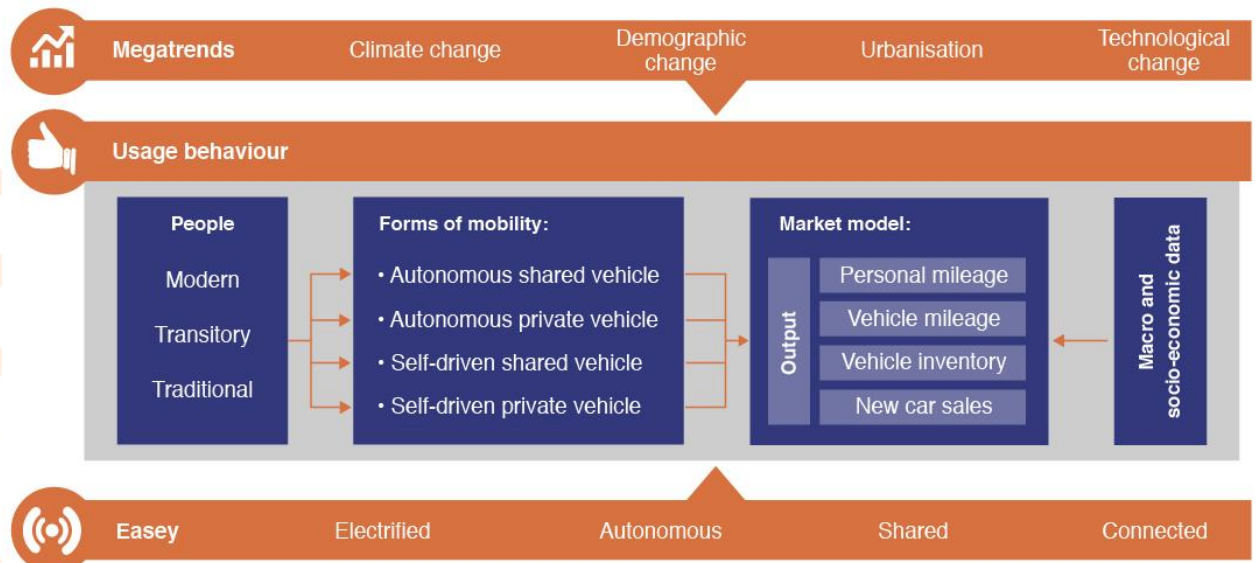 Megatrends
Climate change
Demographic
change
Urbanisation
Technological
change
Usage behaviour
People
Modern
Transitory
Traditional
Forms of mobility:
• Autonomous shared vehicle
• Autonomous private vehicle
• Self-driven shared vehicle
• Self-driven private vehicle
Market model:
Output
Personal mileage
Vehicle mileage
Vehicle inventory
New car sales
Macro and
socio-economic data
Easey
Electrified
Autonomous
Shared
Connected